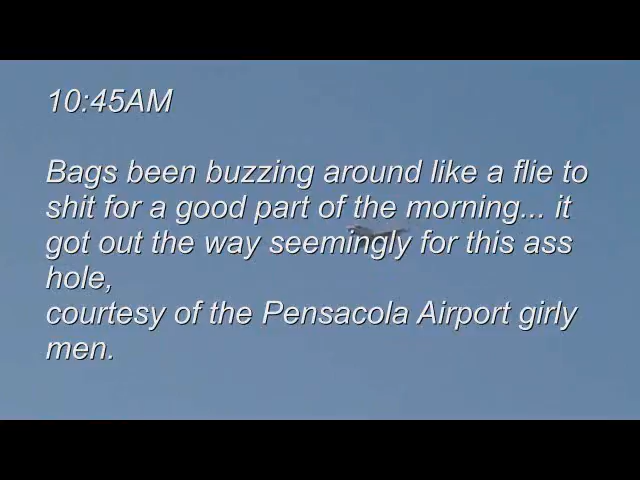 10:45AM
Bags been buzzing around like a flie to
shit for a good part of the morning... it
got out the way seemingly for this ass
hole,
courtesy of the Pensacola Airport girly
men.